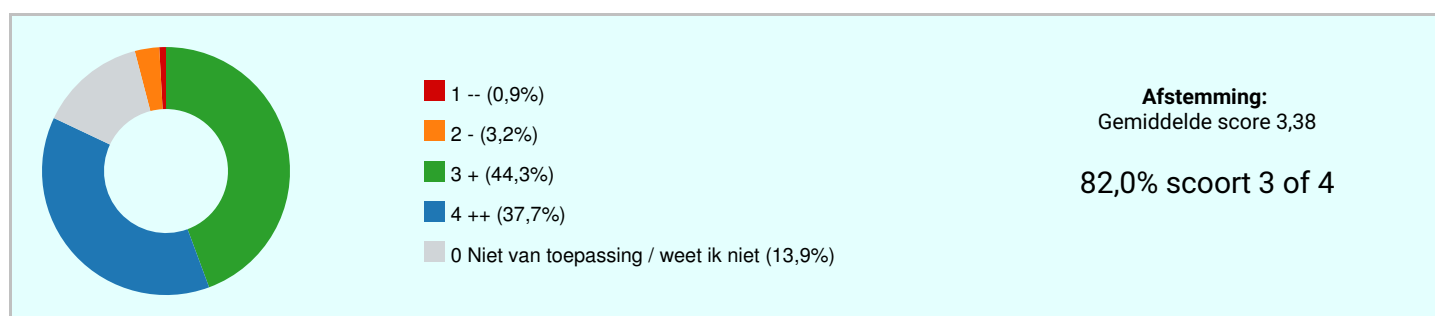 1 -- (0,9%)
2 - (3,2%)
3 + (44,3%)
4 ++ (37,7%)
0 Niet van toepassing / weet ik niet (13,9%)
Afstemming:
Gemiddelde score 3,38
82,0% scoort 3 of 4